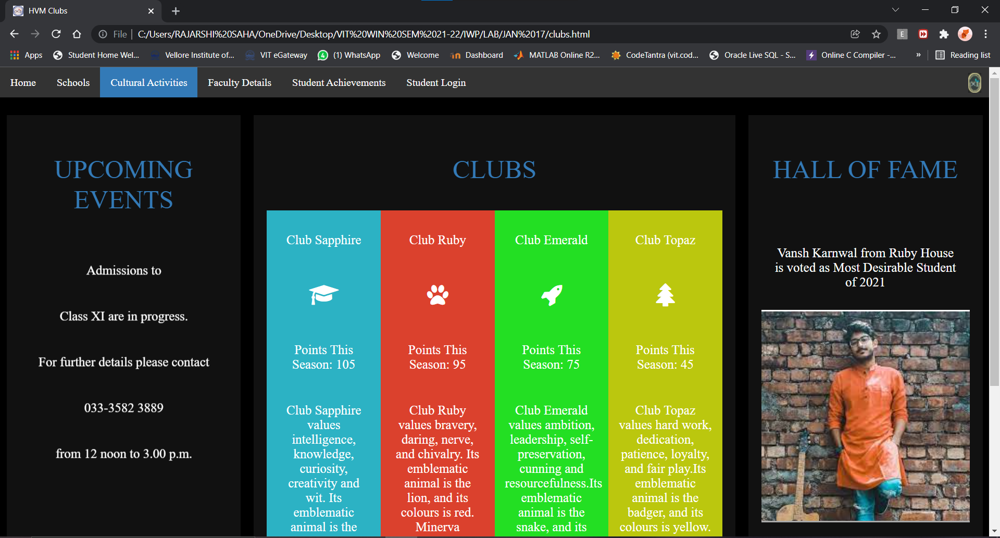 HVM Clubs
File
C:/Users/RAJARSHI%20SAHA/OneDrive/Desktop/VIT%20WIN%20SEM%2021-22/IWP/LAB/JAN%2017/clubs.html
E
Apps
Student Home Wel...
Vellore Institute of...
VIT eGateway
4
(1) WhatsApp
Welcome
Dashboard
MATLAB Online R2...
CodeTantra (vit.cod...
Oracle Live SQL - S...
Online C Compiler -...
»
Reading list
Home
Schools
Cultural Activities
Faculty Details
Student Achievements
Student Login
UPCOMING
EVENTS
Admissions to
Class XI are in progress.
For further details please contact
033-3582 3889
from 12 noon to 3.00 p.m.
CLUBS
Club Sapphire
Points This
Season: 105
Club Sapphire
values
intelligence,
knowledge,
curiosity,
creativity and
wit. Its
emblematic
animal is the
Club Ruby
Points This
Season: 95
Club Ruby
values bravery,
daring, nerve,
and chivalry. Its
emblematic
animal is the
lion, and its
colours is red.
Minerva
Club Emerald
Points This
Season: 75
Club Emerald
values ambition,
leadership, self-
preservation,
cunning and
resourcefulness.Its
emblematic
animal is the
snake, and its
Club Topaz
Points This
Season: 45
Club Topaz
values hard work,
dedication,
patience, loyalty,
and fair play.Its
emblematic
animal is the
badger, and its
colours is yellow.
HALL OF FAME
Vansh Karnwal from Ruby House
is voted as Most Desirable Student
of 2021